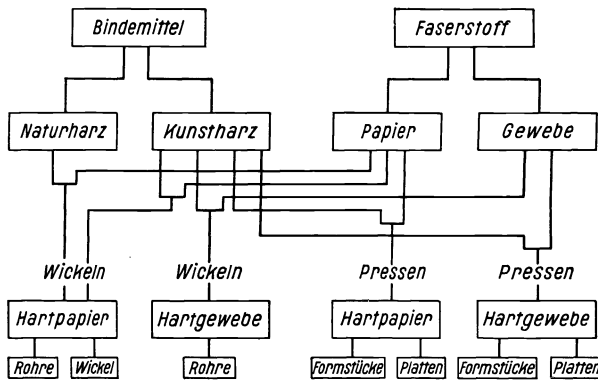 Bindemittel Faserstoff
Naturharz Kunstharz Papier Gewebe
Wickeln Wickeln Pressen Pressen
Hartpapier Hartgewebe Hartpapier Hartgewebe
Rohre Wickel Rohre Formstücke Platten Formstücke Platten